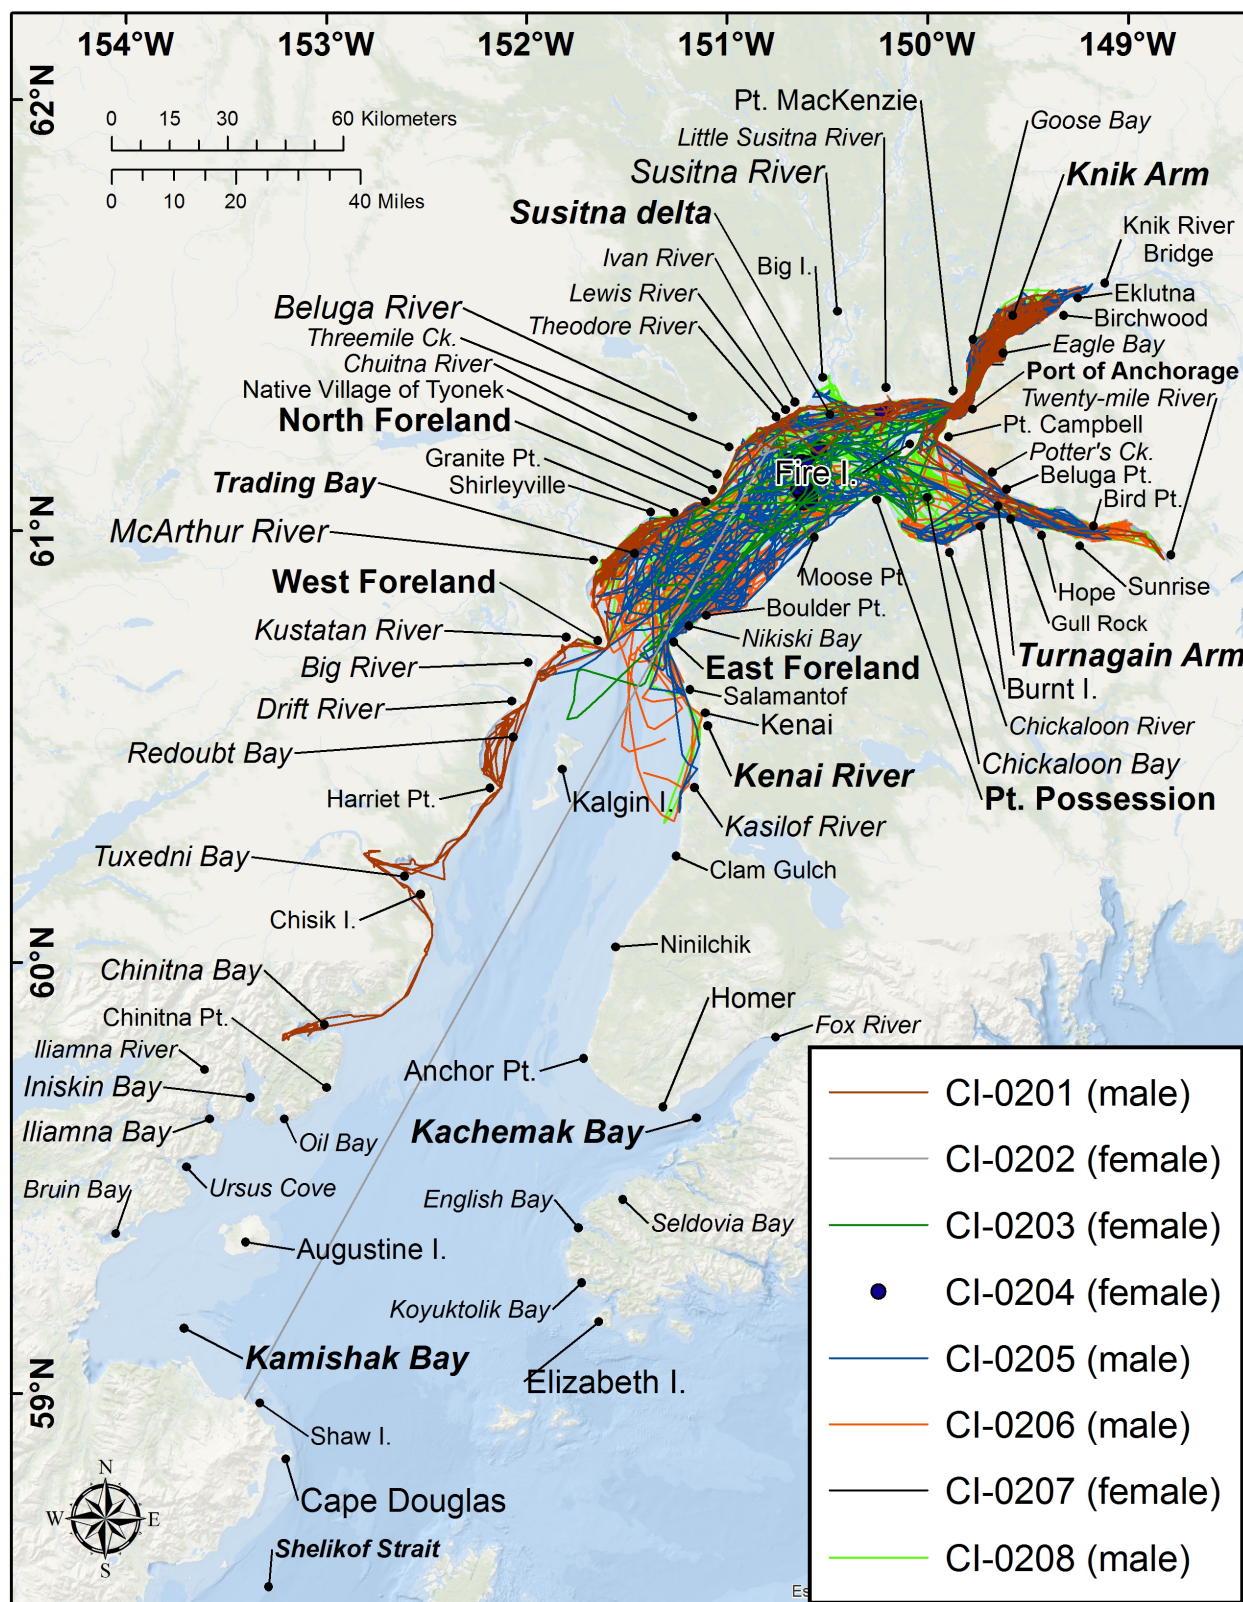 154°W 153°W 152°W 151°W 150°W 149°W
62°N
61°N
60°N
59°N
0 15 30 60 Kilometers
0 10 20 40 Miles
Pt. MacKenzie
Goose Bay
Little Susitna River
Susitna River
Knik Arm
Susitna delta
Knik River
Bridge
Ivan River
Big I.
Eklutna
Lewis River
Birchwood
Beluga River
Theodore River
Threemile Ck.
Eagle Bay
Chuitna River
Port of Anchorage
Native Village of Tyonek
Twenty-mile River
North Foreland
Pt. Campbell
Granite Pt.
Potter's Ck.
Fire I.
Beluga Pt.
Trading Bay
Shirleyville
Bird Pt.
McArthur River
Moose Pt.
West Foreland
Hope
Sunrise
Boulder Pt.
Gull Rock
Kustatan River
Nikiski Bay
Turnagain Arm
Big River
East Foreland
Burnt I.
Salamantof
Drift River
Kenai
Chickaloon River
Redoubt Bay
Kenai River
Chickaloon Bay
Harriet Pt.
Kalgin I.
Pt. Possession
Kasilof River
Tuxedni Bay
Clam Gulch
Chisik I.
Ninilchik
Chinitna Bay
Homer
Chinitna Pt.
Fox River
Iliamna River
Anchor Pt.
Iniskin Bay
Iliamna Bay
Oil Bay
Kachemak Bay
Bruin Bay
Ursus Cove
English Bay
Seldovia Bay
Augustine I.
Koyuktolik Bay
Kamishak Bay
Elizabeth I.
Shaw I.
Cape Douglas
Shelikof Strait
N
W E
S
Es
CI-0201 (male)
CI-0202 (female)
CI-0203 (female)
CI-0204 (female)
CI-0205 (male)
CI-0206 (male)
CI-0207 (female)
CI-0208 (male)